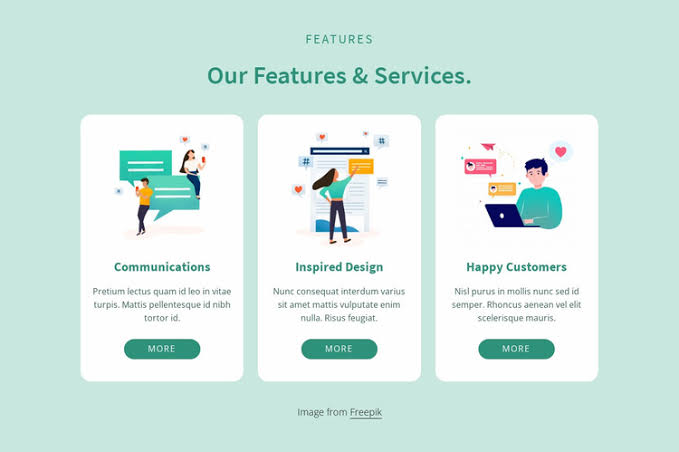 FEATURES
Our Features & Services.
Communications
Pretium lectus quam id leo in vitae
turpis. Mattis pellentesque id nibh
tortor id.
MORE
Inspired Design
Nunc consequat interdum varius
sit amet mattis vulputate enim
nulla. Risus feugiat.
MORE
Happy Customers
Nisl purus in mollis nunc sed id
semper. Rhoncus aenean vel elit
scelerisque mauris.
MORE
Image from Freepik